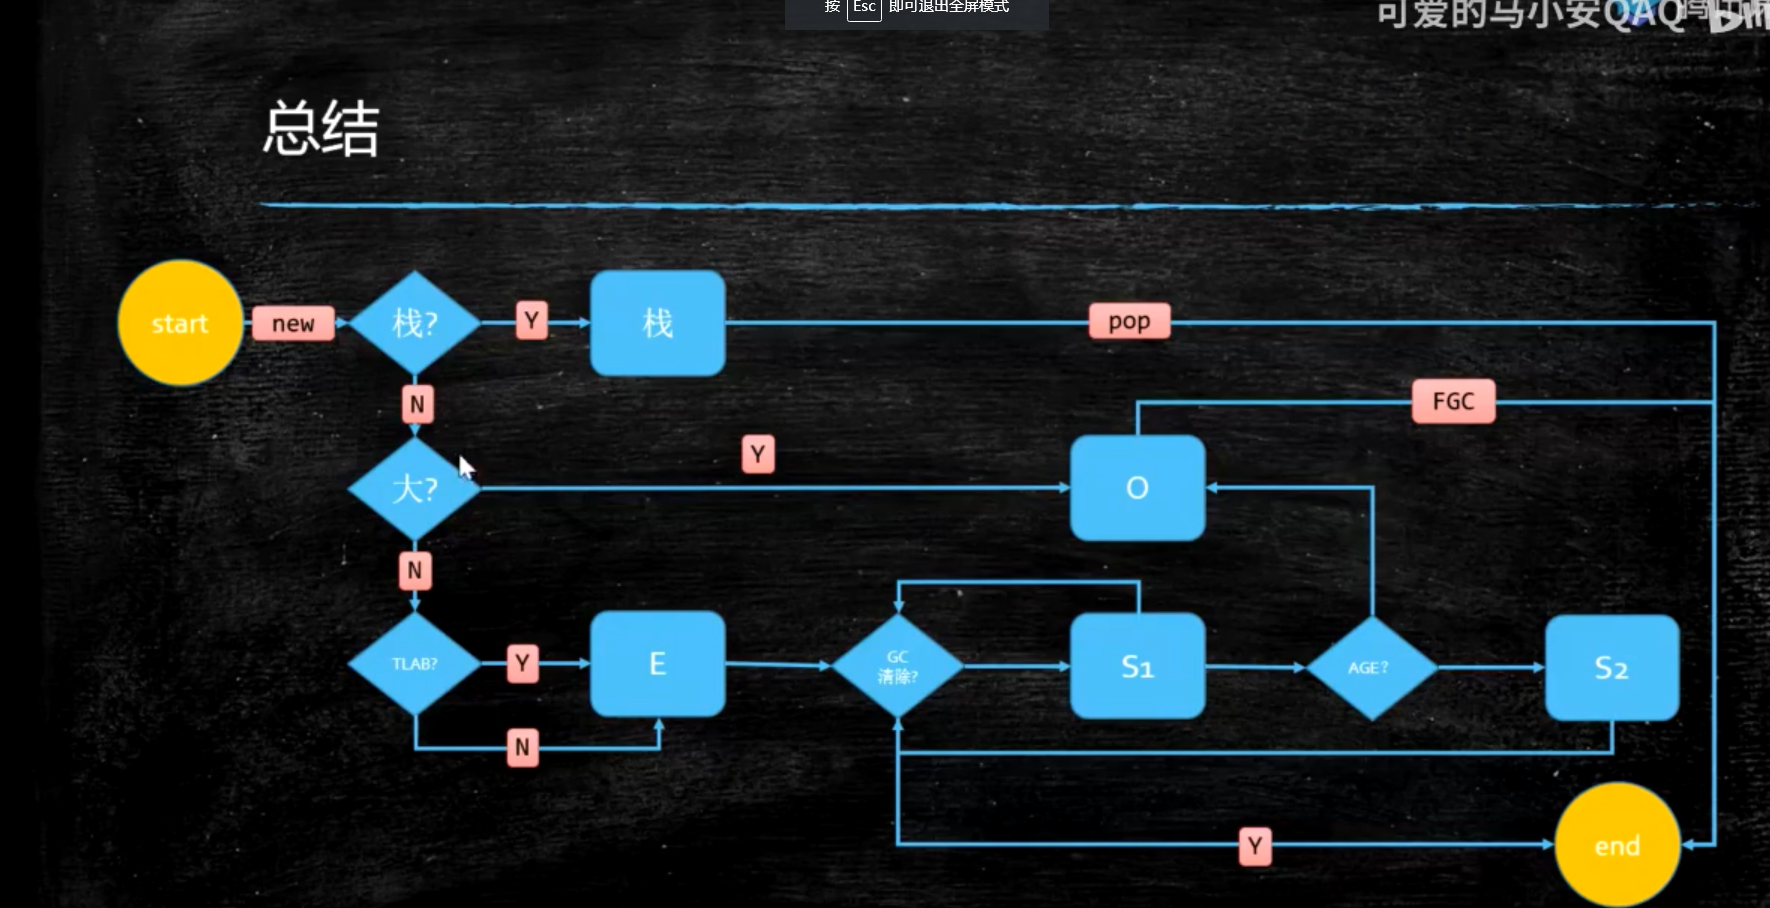 按 Esc 即可退出全屏模式
可爱的马小安QAQ
总结
start
new
栈?
Y
栈
pop
N
FGC
Y
大?
O
N
TLAB?
Y
E
GC
清除?
S1
AGE?
S2
N
Y
end